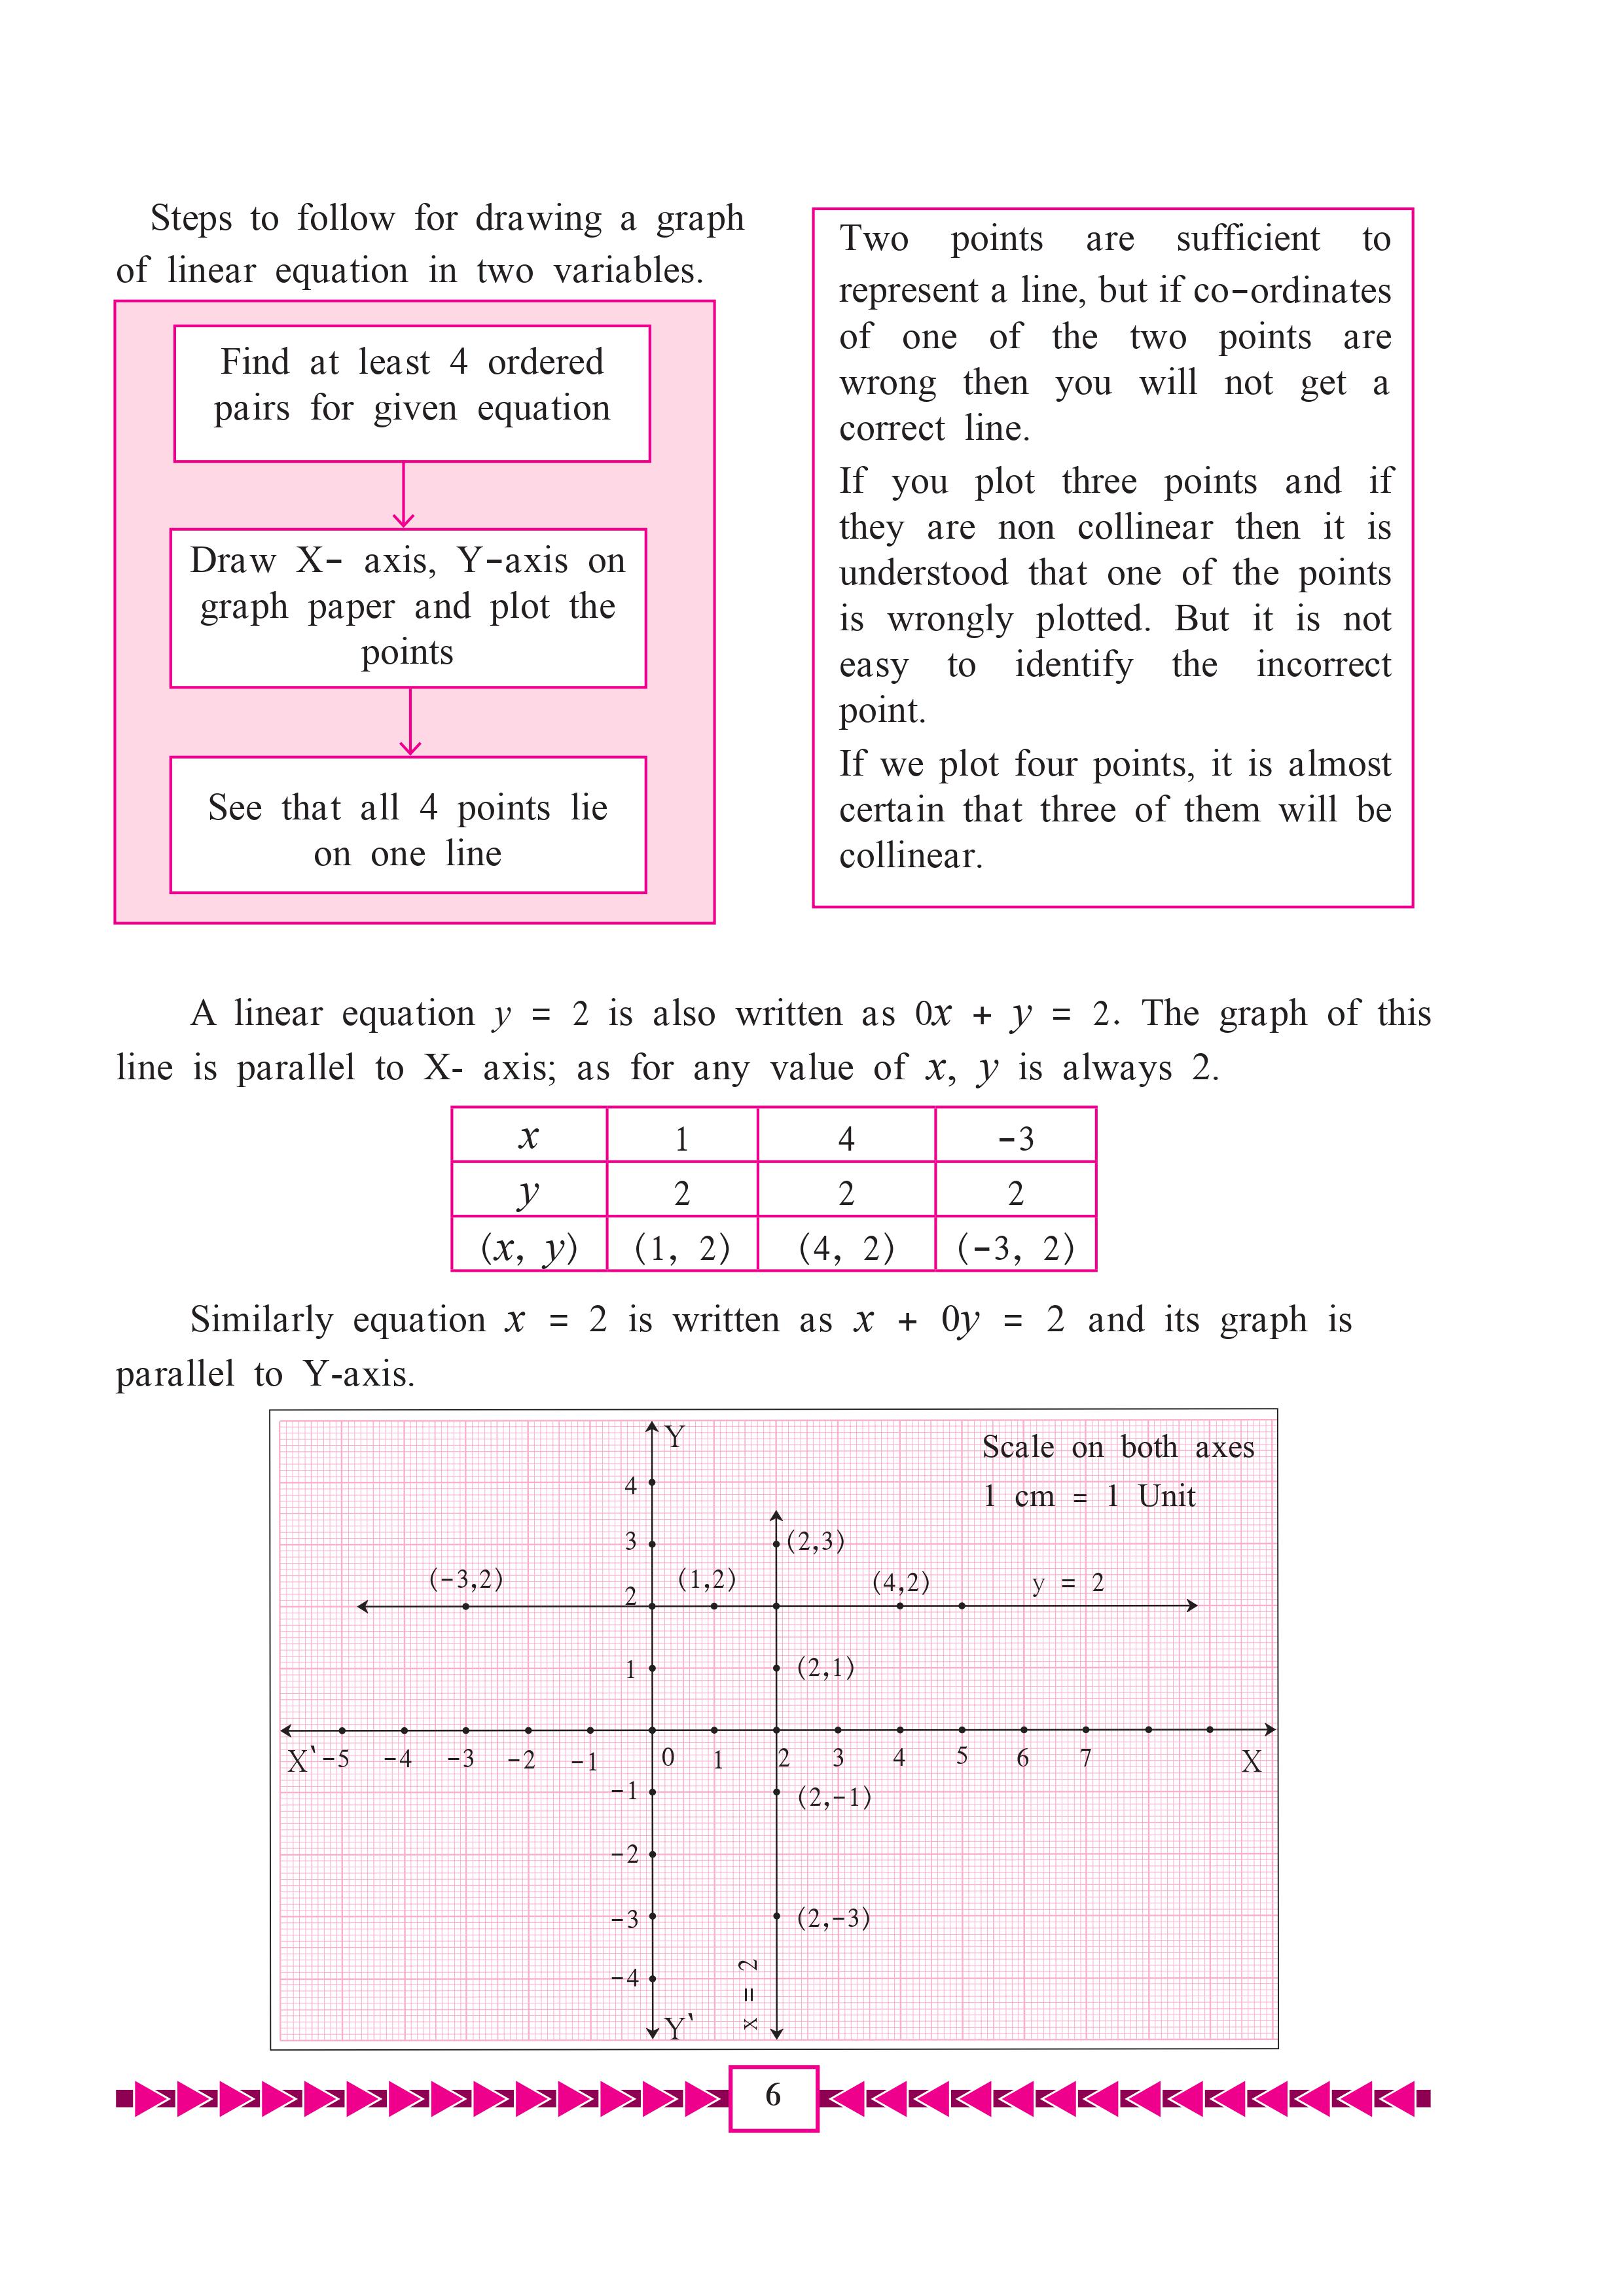 Steps to follow for drawing a graph
of linear equation in two variables.
Find at least 4 ordered
pairs for given equation
Draw X- axis, Y-axis on
graph paper and plot the
points
See that all 4 points lie
on one line
Two points are sufficient to
represent a line, but if co-ordinates
of one of the two points are
wrong then you will not get a
correct line.
If you plot three points and if
they are non collinear then it is
understood that one of the points
is wrongly plotted. But it is not
easy to identify the incorrect
point.
If we plot four points, it is almost
certain that three of them will be
collinear.
A linear equation y = 2 is also written as 0x + y = 2. The graph of this
line is parallel to X- axis; as for any value of x, y is always 2.
x 1 4 -3
y 2 2 2
(x, y) (1, 2) (4, 2) (-3, 2)
Similarly equation x = 2 is written as x + 0y = 2 and its graph is
parallel to Y-axis.
Y
Scale on both axes
1 cm = 1 Unit
4
3
(2,3)
(-3,2) (1,2) (4,2) y = 2
2
1
(2,1)
X` -5 -4 -3 -2 -1 0 1 2 3 4 5 6 7 X
-1
(2,-1)
-2
-3
(2,-3)
-4
x = 2
Y`
6